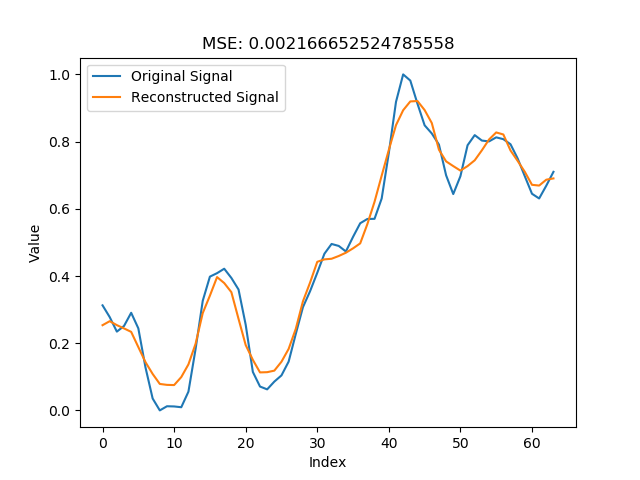 MSE: 0.002166652524785558
Original Signal
Reconstructed Signal
1.0
0.8
0.6
0.4
0.2
0.0
Value
0 10 20 30 40 50 60
Index